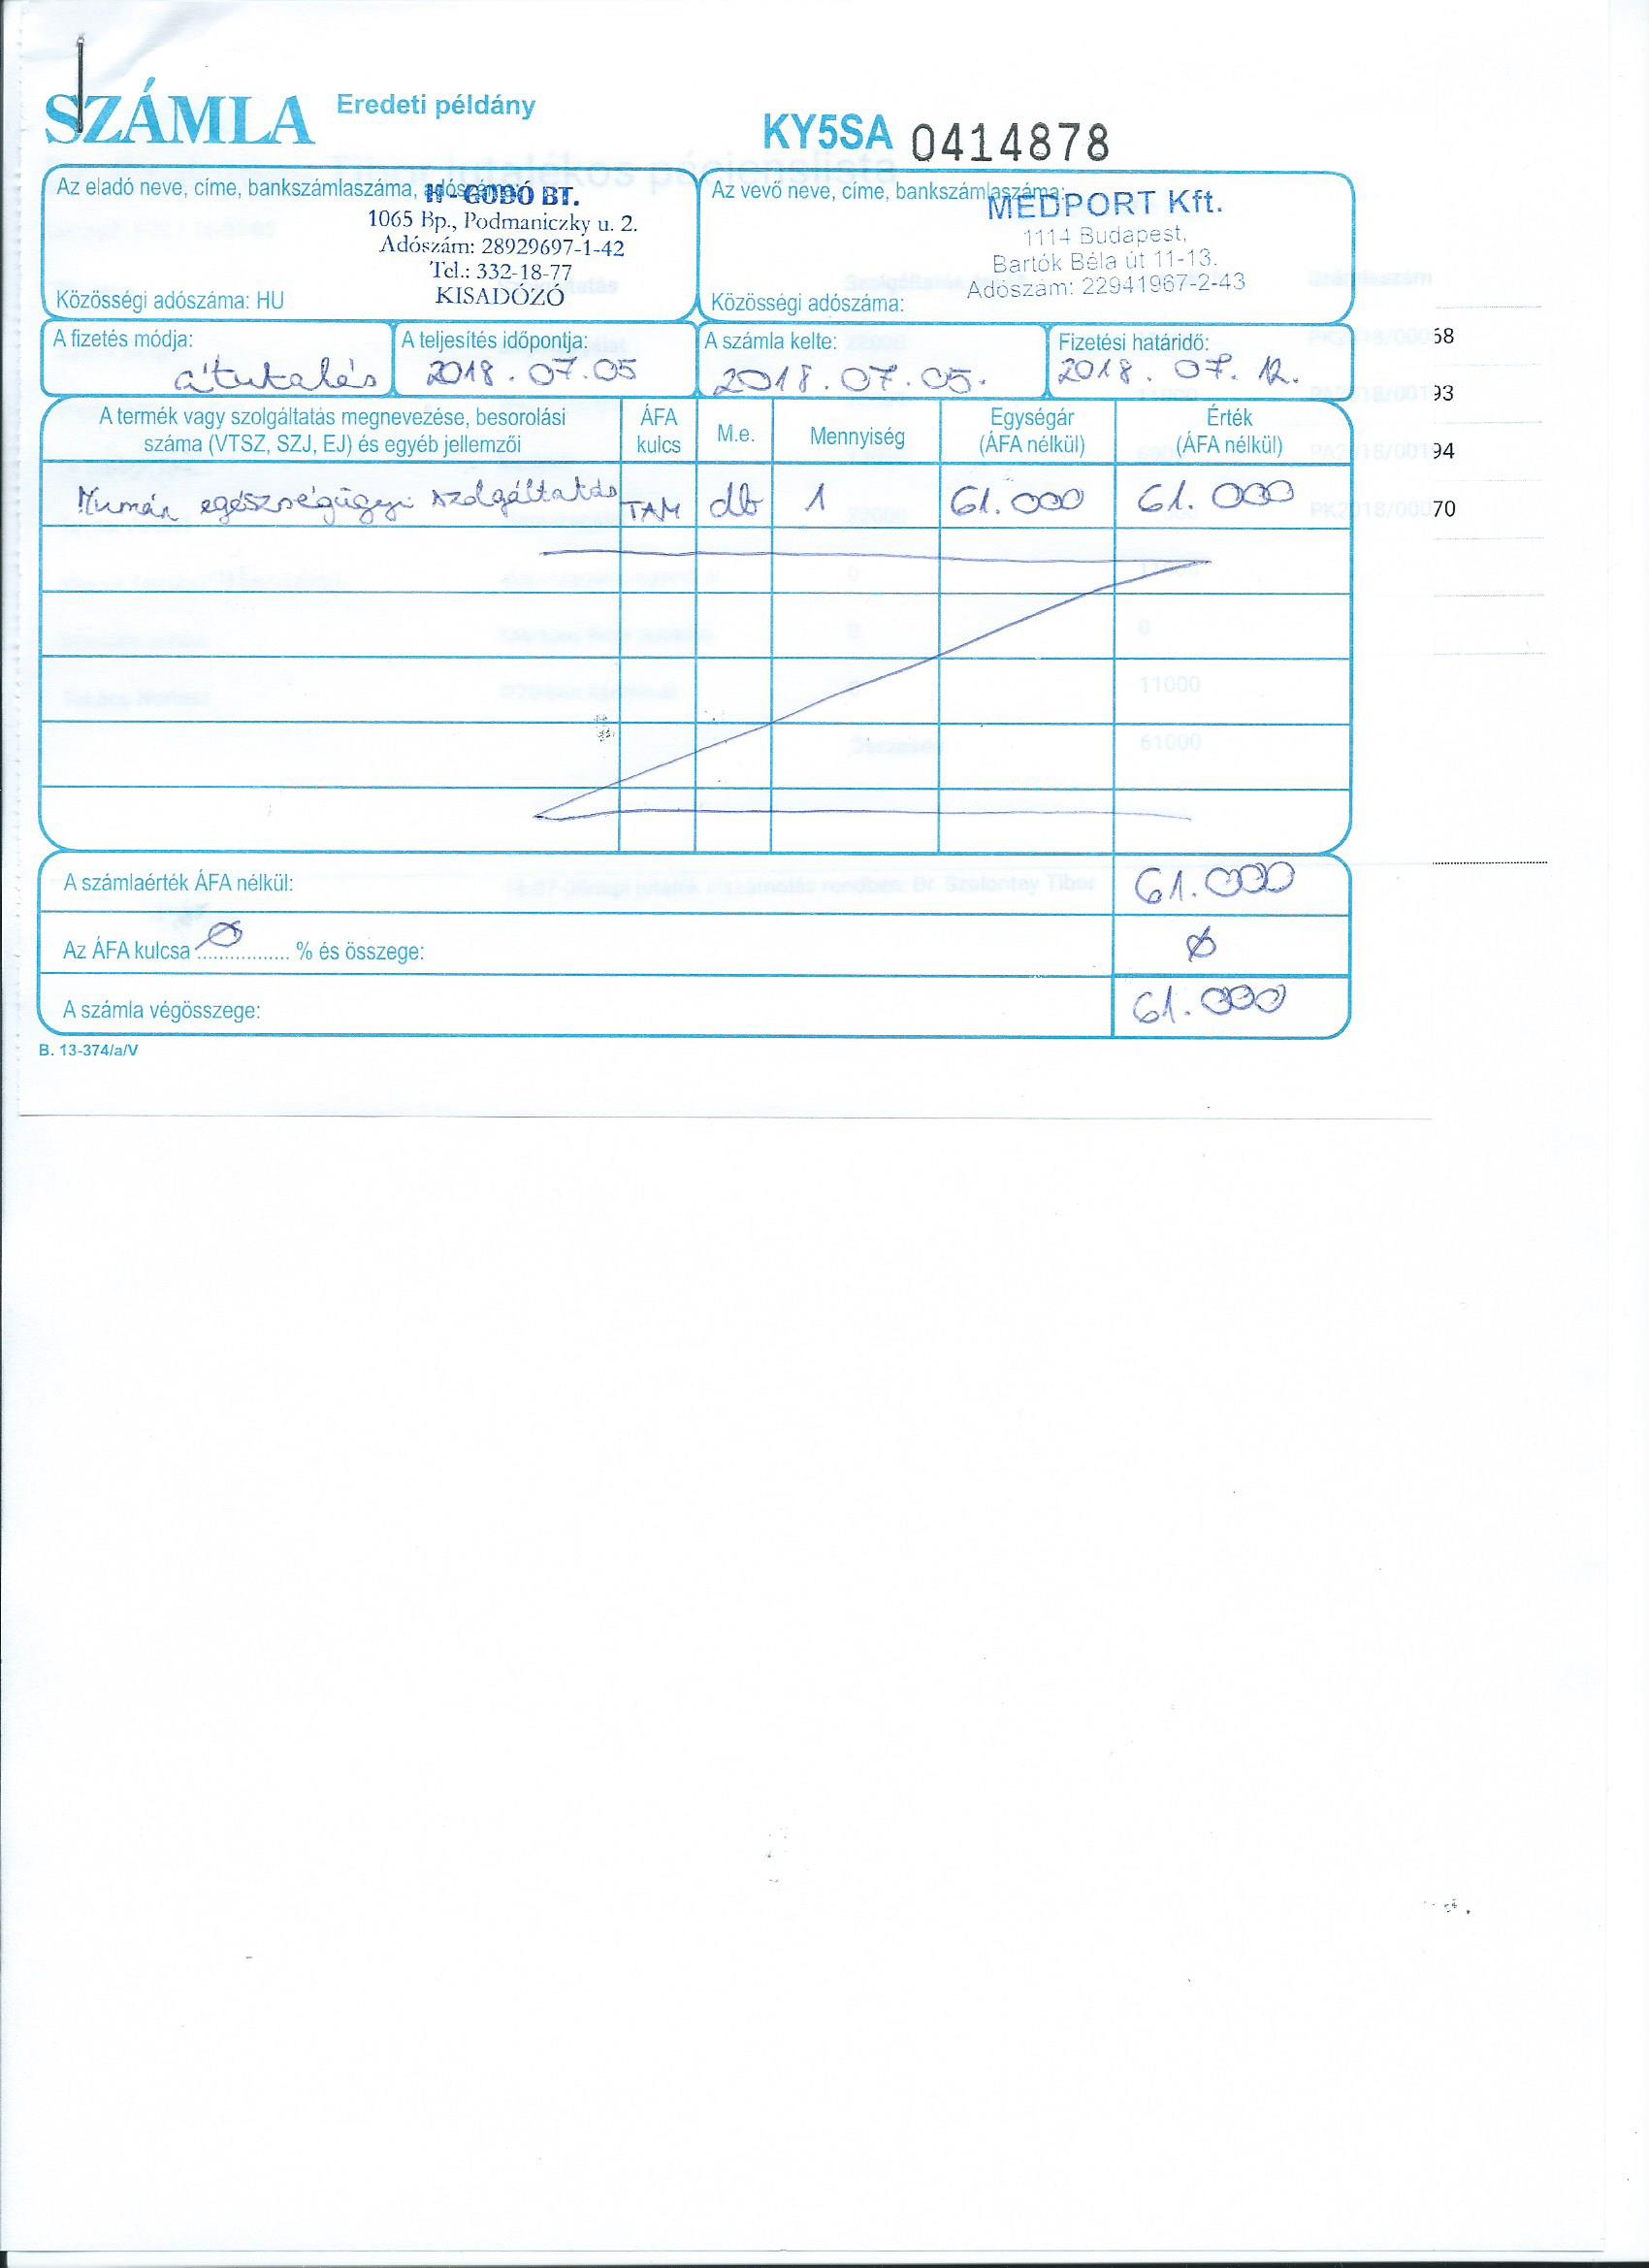 SZÁMLA Eredeti példány
KY5SA 0414878
Az eladó neve, címe, bankszámlaszáma,
H-GÓDÓ BT.
1065 Bp., Podmaniczky u. 2.
Adószám: 28929697-1-42
Tel.: 332-18-77
KISADÓZÓ
Közösségi adószáma: HU
Az vevő neve, címe, bankszámlaszáma:
MEDPORT Kft.
1114 Budapest,
Bartók Béla út 11-13.
Adószám: 22941967-2-43
Közösségi adószáma:
A fizetés módja:
átutalás
A teljesítés időpontja:
2018.07.05
A számla kelte:
2018.07.05.
Fizetési határidő:
2018. 07. 12.
68
93
94
70
A termék vagy szolgáltatás megnevezése, besorolási
száma (VTSZ, SZJ, EJ) és egyéb jellemzői
ÁFA
kulcs
M.e.
Mennyiség
Egységár
(ÁFA nélkül)
Érték
(ÁFA nélkül)
Humán egészségügyi szolgáltatás TAM db 1 61.000 61.000
11000
61000
A számlaérték ÁFA nélkül: 61.000
Az ÁFA kulcsa Ø % és összege: Ø
A számla végösszege: 61.000
B. 13-374/a/V